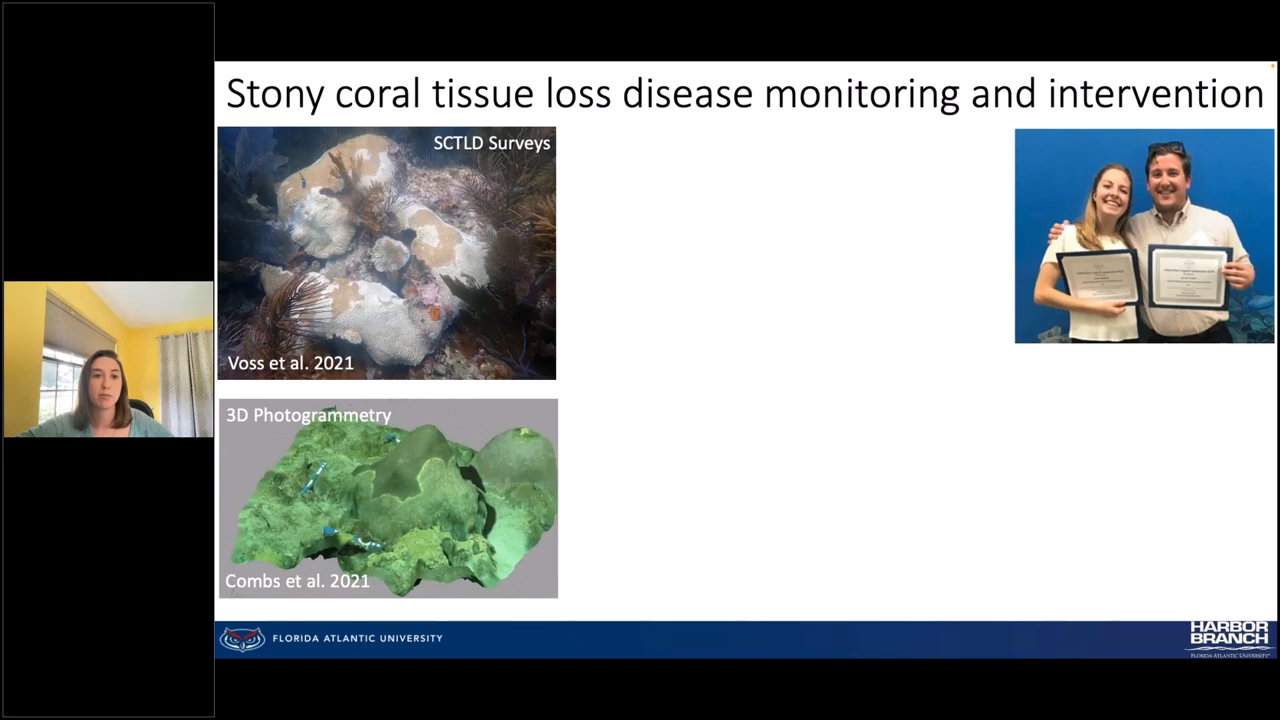 Stony coral tissue loss disease monitoring and intervention
SCTLD Surveys
Voss et al. 2021
3D Photogrammetry
Combs et al. 2021
FLORIDA ATLANTIC UNIVERSITY
HARBOR
BRANCH
FLORIDA ATLANTIC UNIVERSITY